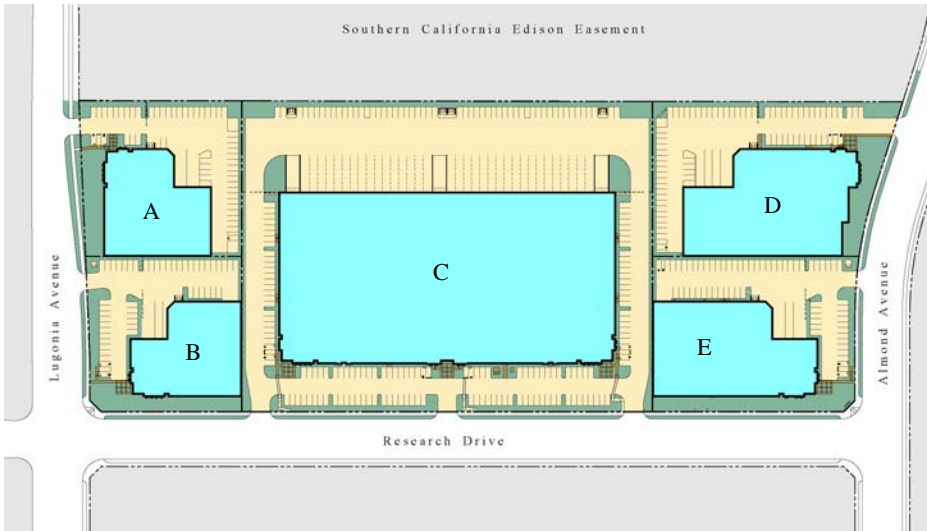 Southern California Edison Easement
A
D
C
B
E
Lugonia Avenue
Almond Avenue
Research Drive